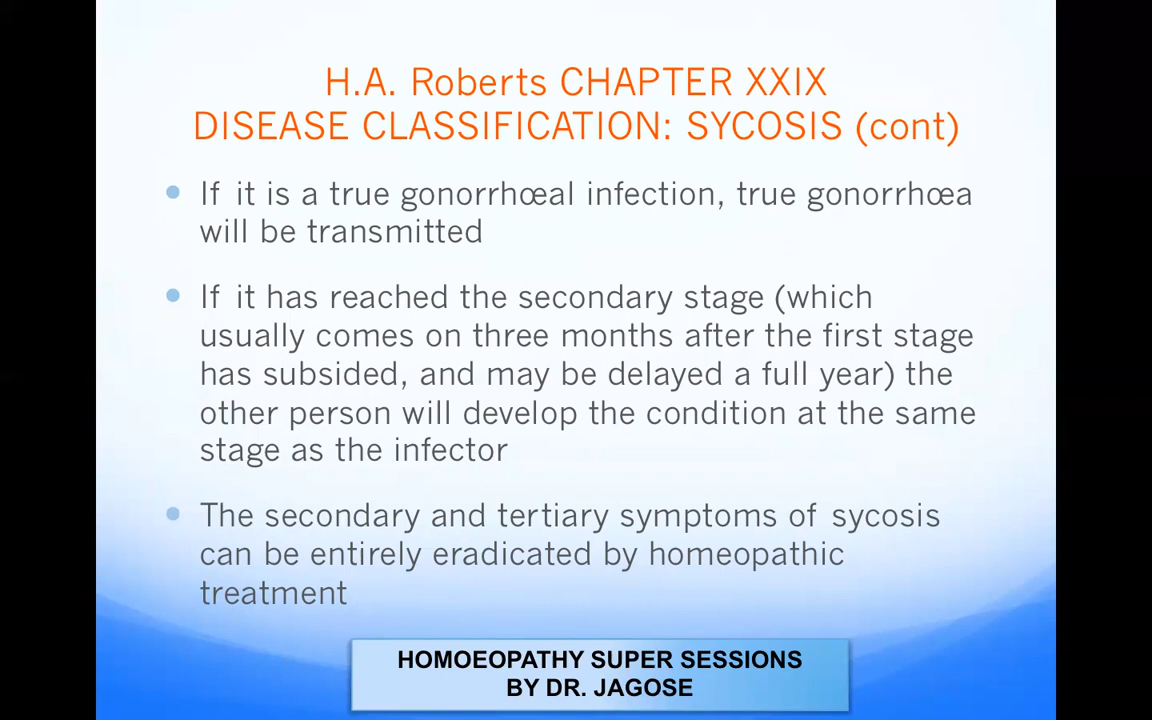 H.A. Roberts CHAPTER XXIX
DISEASE CLASSIFICATION: SYCOSIS (cont)
• If it is a true gonorrhœal infection, true gonorrhœa
will be transmitted
• If it has reached the secondary stage (which
usually comes on three months after the first stage
has subsided, and may be delayed a full year) the
other person will develop the condition at the same
stage as the infector
• The secondary and tertiary symptoms of sycosis
can be entirely eradicated by homeopathic
treatment
HOMOEOPATHY SUPER SESSIONS
BY DR. JAGOSE